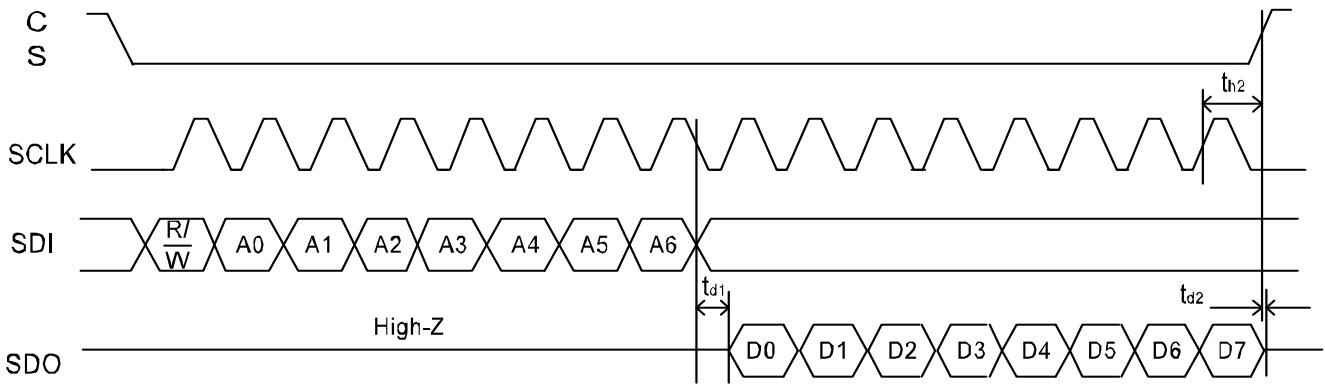 C
S
th2
SCLK
SDI
R/
W
A0 A1 A2 A3 A4 A5 A6
td1
td2
High-Z
SDO
D0 D1 D2 D3 D4 D5 D6 D7